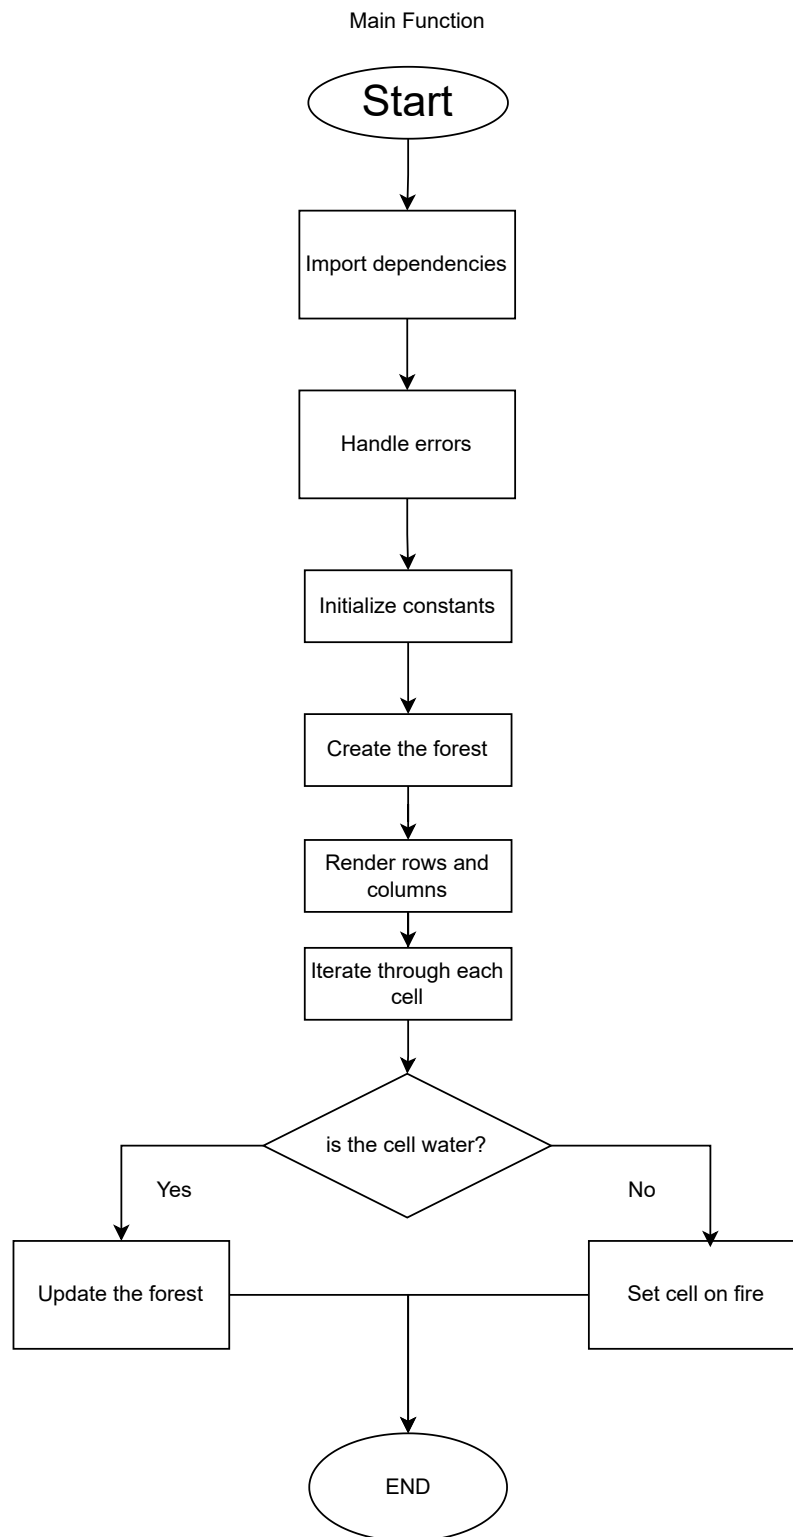 Main Function
Start
Import dependencies
Handle errors
Initialize constants
Create the forest
Render rows and
columns
Iterate through each
cell
is the cell water?
Yes
No
Update the forest
Set cell on fire
END